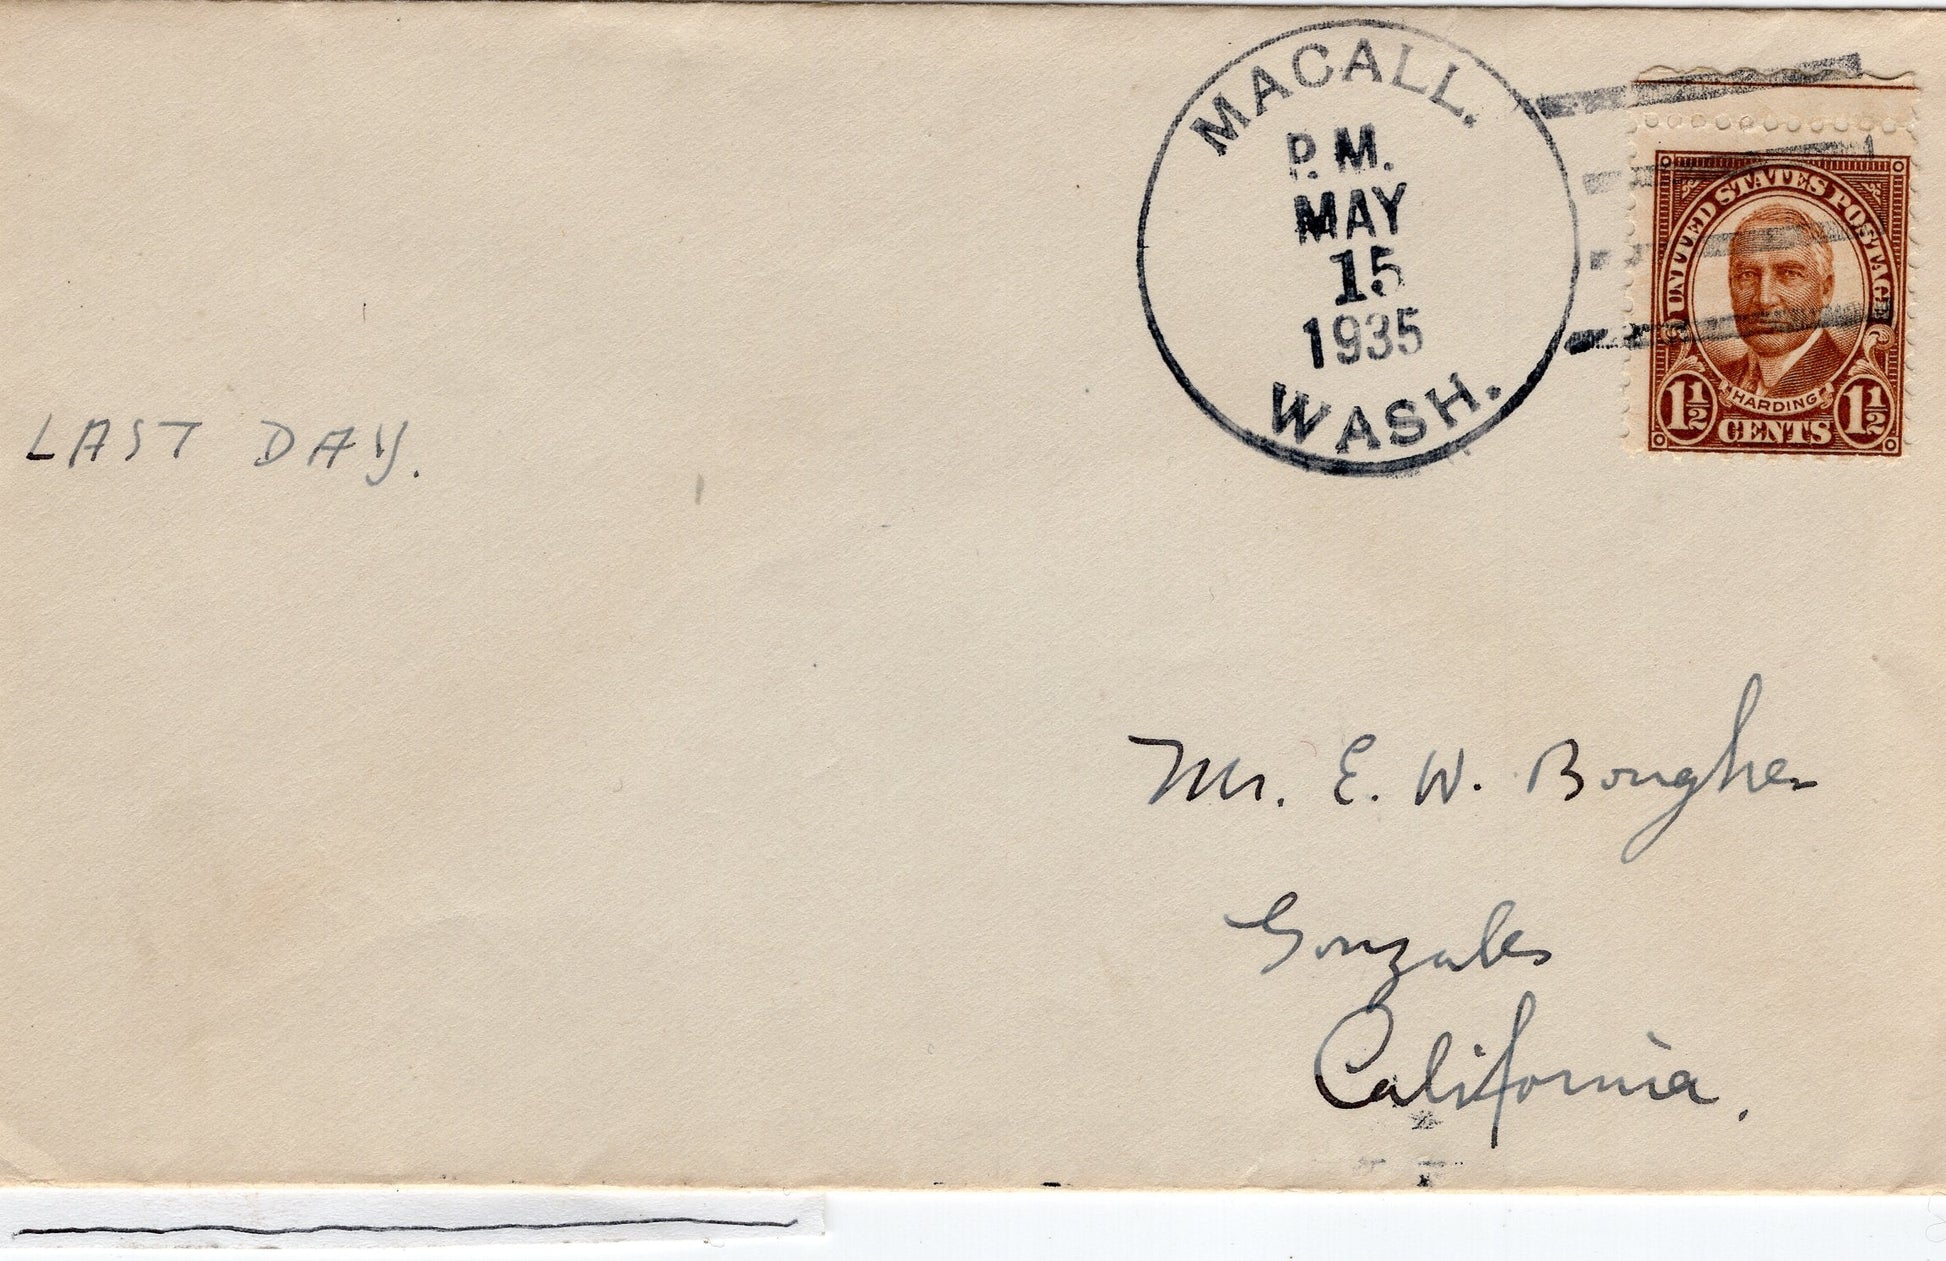 MACALL.
P.M.
MAY
15
1935
WASH.
UNITED STATES POSTAGE
HARDING
1½ 1½
CENTS
LAST DAY.
Mr. E. W. Bougher
Gonzales
California.